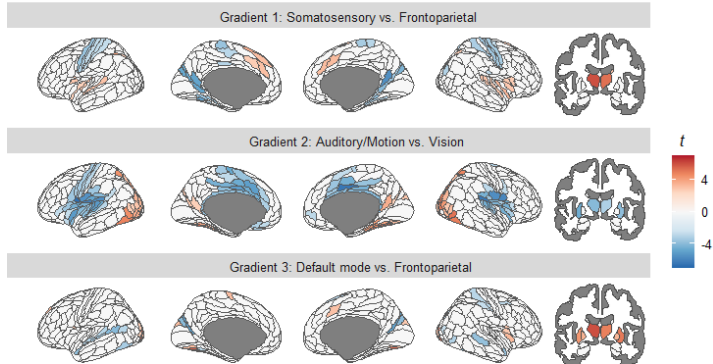 Gradient 1: Somatosensory vs. Frontoparietal
Gradient 2: Auditory/Motion vs. Vision
t
4
0
-4
Gradient 3: Default mode vs. Frontoparietal